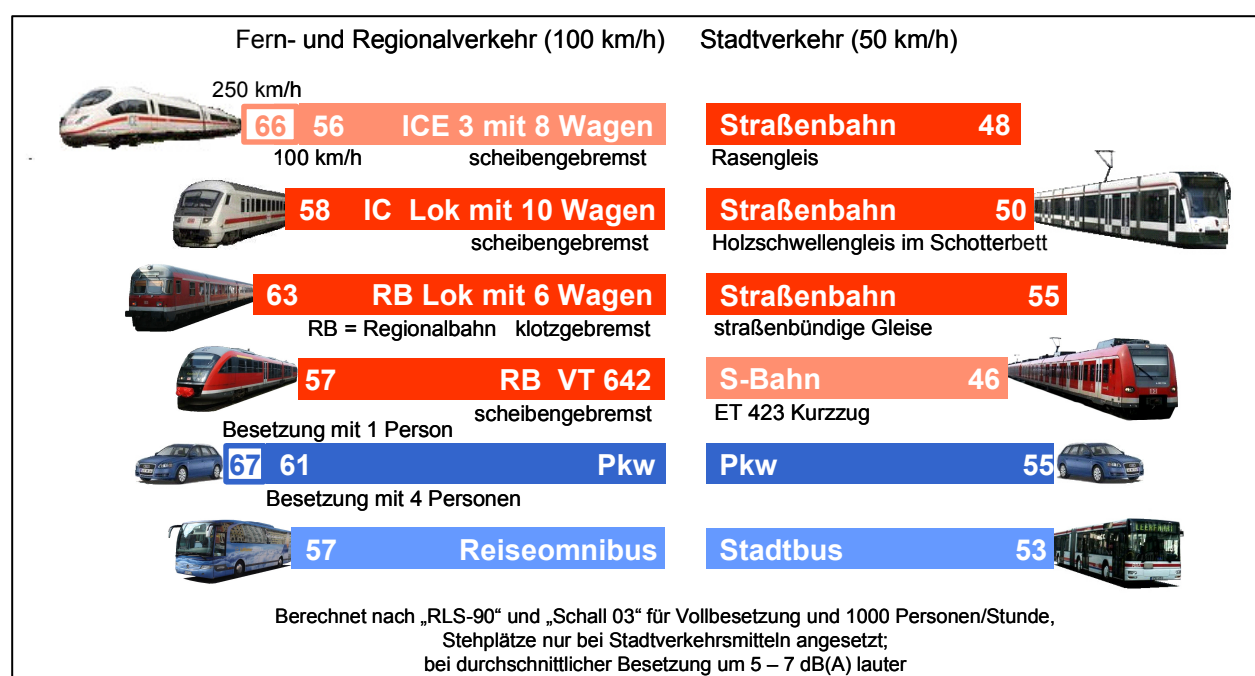 Fern- und Regionalverkehr (100 km/h)
Stadtverkehr (50 km/h)
250 km/h
66 56 ICE 3 mit 8 Wagen
100 km/h scheibengebremst
58 IC Lok mit 10 Wagen
scheibengebremst
63 RB Lok mit 6 Wagen
RB = Regionalbahn klotzgebremst
57 RB VT 642
scheibengebremst
Besetzung mit 1 Person
67 61 Pkw
Besetzung mit 4 Personen
57 Reiseomnibus
Straßenbahn 48
Rasengleis
Straßenbahn 50
Holzschwellengleis im Schotterbett
Straßenbahn 55
straßenbündige Gleise
S-Bahn 46
ET 423 Kurzzug
Pkw 55
Stadtbus 53
Berechnet nach „RLS-90“ und „Schall 03“ für Vollbesetzung und 1000 Personen/Stunde,
Stehplätze nur bei Stadtverkehrsmitteln angesetzt;
bei durchschnittlicher Besetzung um 5 – 7 dB(A) lauter